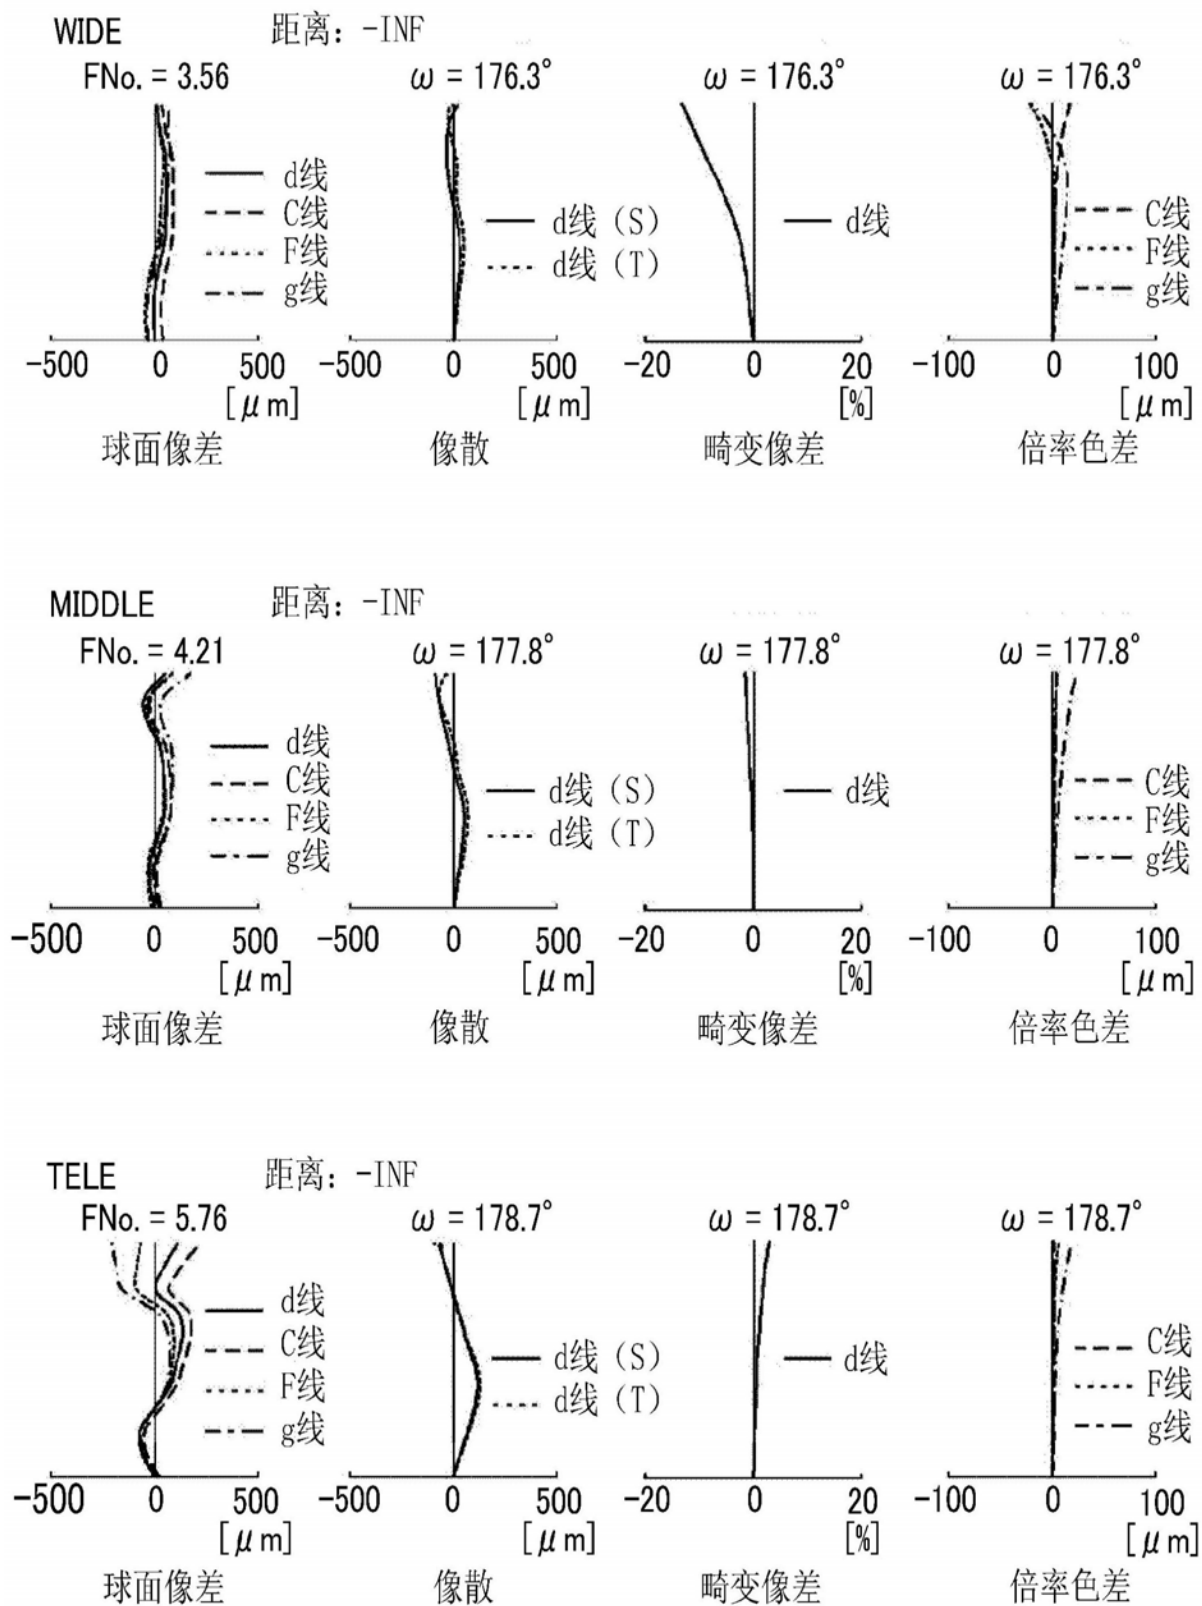 WIDE 距离：-INF
FNo. = 3.56 ω = 176.3° ω = 176.3° ω = 176.3°
d线
C线
F线
g线
d线（S）
d线（T）
d线
C线
F线
g线
-500 0 500 -500 0 500 -20 0 20 -100 0 100
[μm] [μm] [%] [μm]
球面像差 像散 畸变像差 倍率色差
MIDDLE 距离：-INF
FNo. = 4.21 ω = 177.8° ω = 177.8° ω = 177.8°
d线
C线
F线
g线
d线（S）
d线（T）
d线
C线
F线
g线
-500 0 500 -500 0 500 -20 0 20 -100 0 100
[μm] [μm] [%] [μm]
球面像差 像散 畸变像差 倍率色差
TELE 距离：-INF
FNo. = 5.76 ω = 178.7° ω = 178.7° ω = 178.7°
d线
C线
F线
g线
d线（S）
d线（T）
d线
C线
F线
g线
-500 0 500 -500 0 500 -20 0 20 -100 0 100
[μm] [μm] [%] [μm]
球面像差 像散 畸变像差 倍率色差